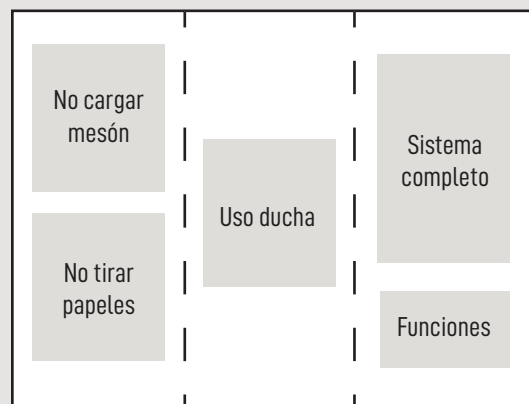 No cargar
mesón
No tirar
papeles
Uso ducha
Sistema
completo
Funciones